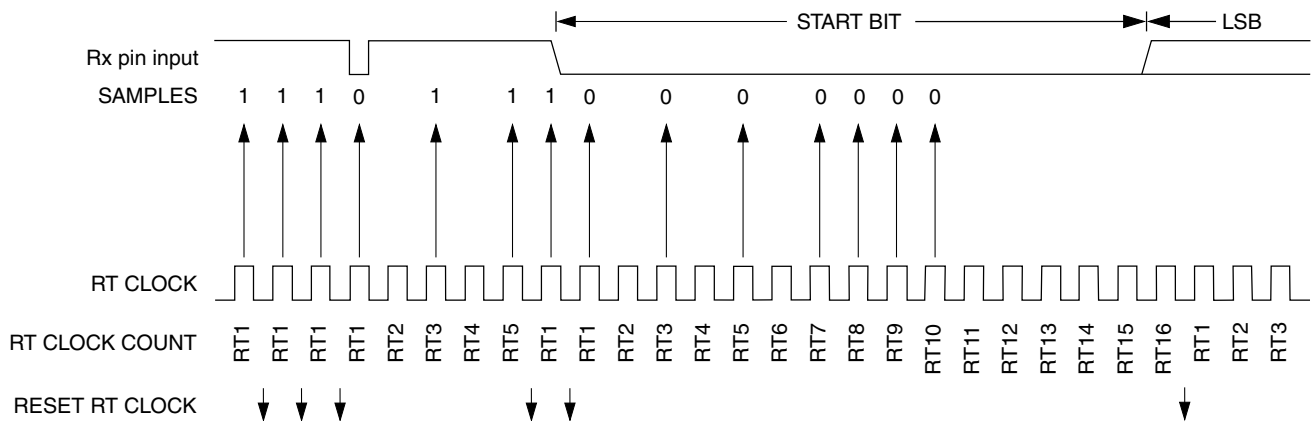 START BIT LSB
Rx pin input
SAMPLES 1 1 1 0 1 1 1 0 0 0 0 0 0 0
RT CLOCK
RT CLOCK COUNT RT1 RT1 RT1 RT1 RT2 RT3 RT4 RT5 RT1 RT1 RT2 RT3 RT4 RT5 RT6 RT7 RT8 RT9 RT10 RT11 RT12 RT13 RT14 RT15 RT16 RT1 RT2 RT3
RESET RT CLOCK